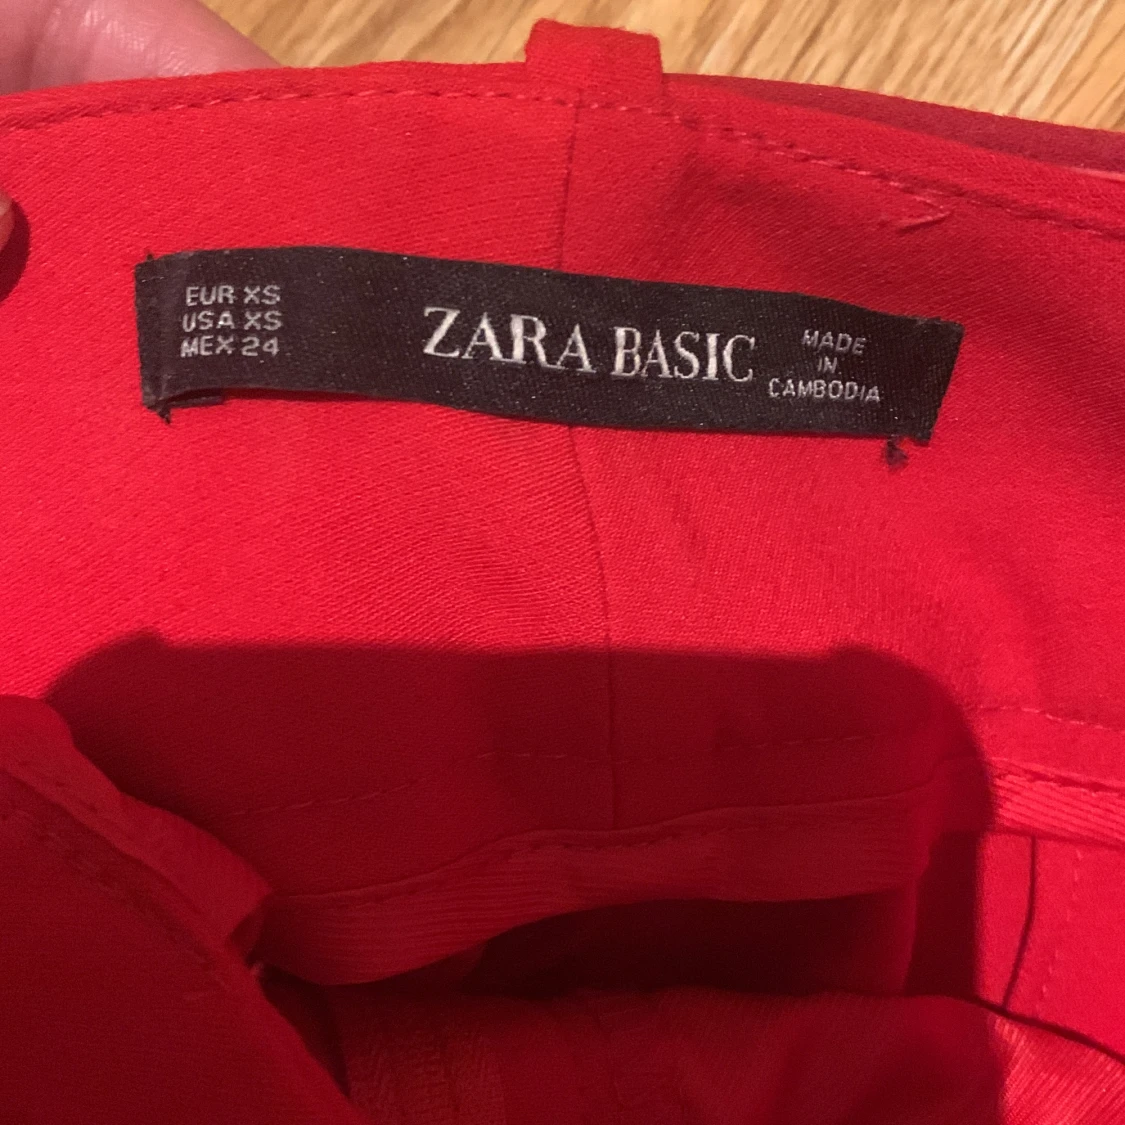 EUR XS
USA XS
MEX 24
ZARA BASIC
MADE
IN
CAMBODIA